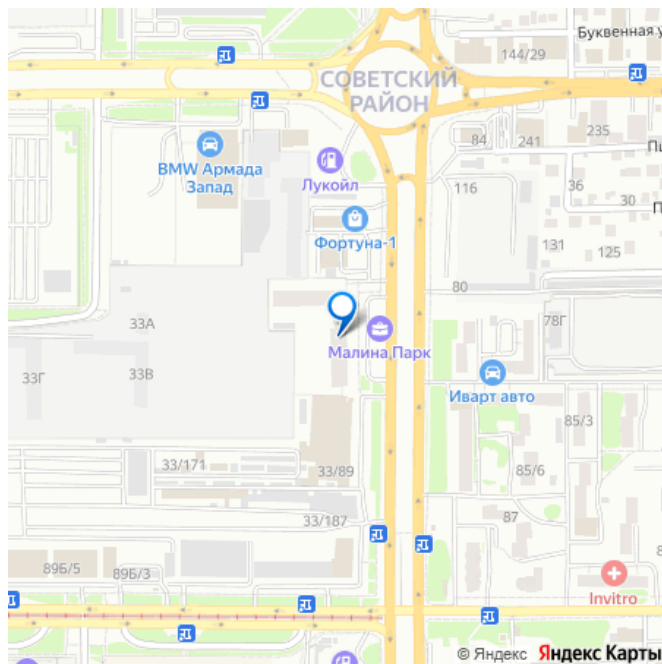 Буквенная у
144/29
СОВЕТСКИЙ
РАЙОН
BMW Армада
Запад
84
241
235
Пи
Лукойл
116
36
30
П
Фортуна-1
131
125
80
33А
78Г
Малина Парк
33Г
33В
Иварт авто
85/3
33/171
33/89
85/6
33/187
87
8
89Б/5
89Б/3
Invitro
© Яндекс Яндекс Карты